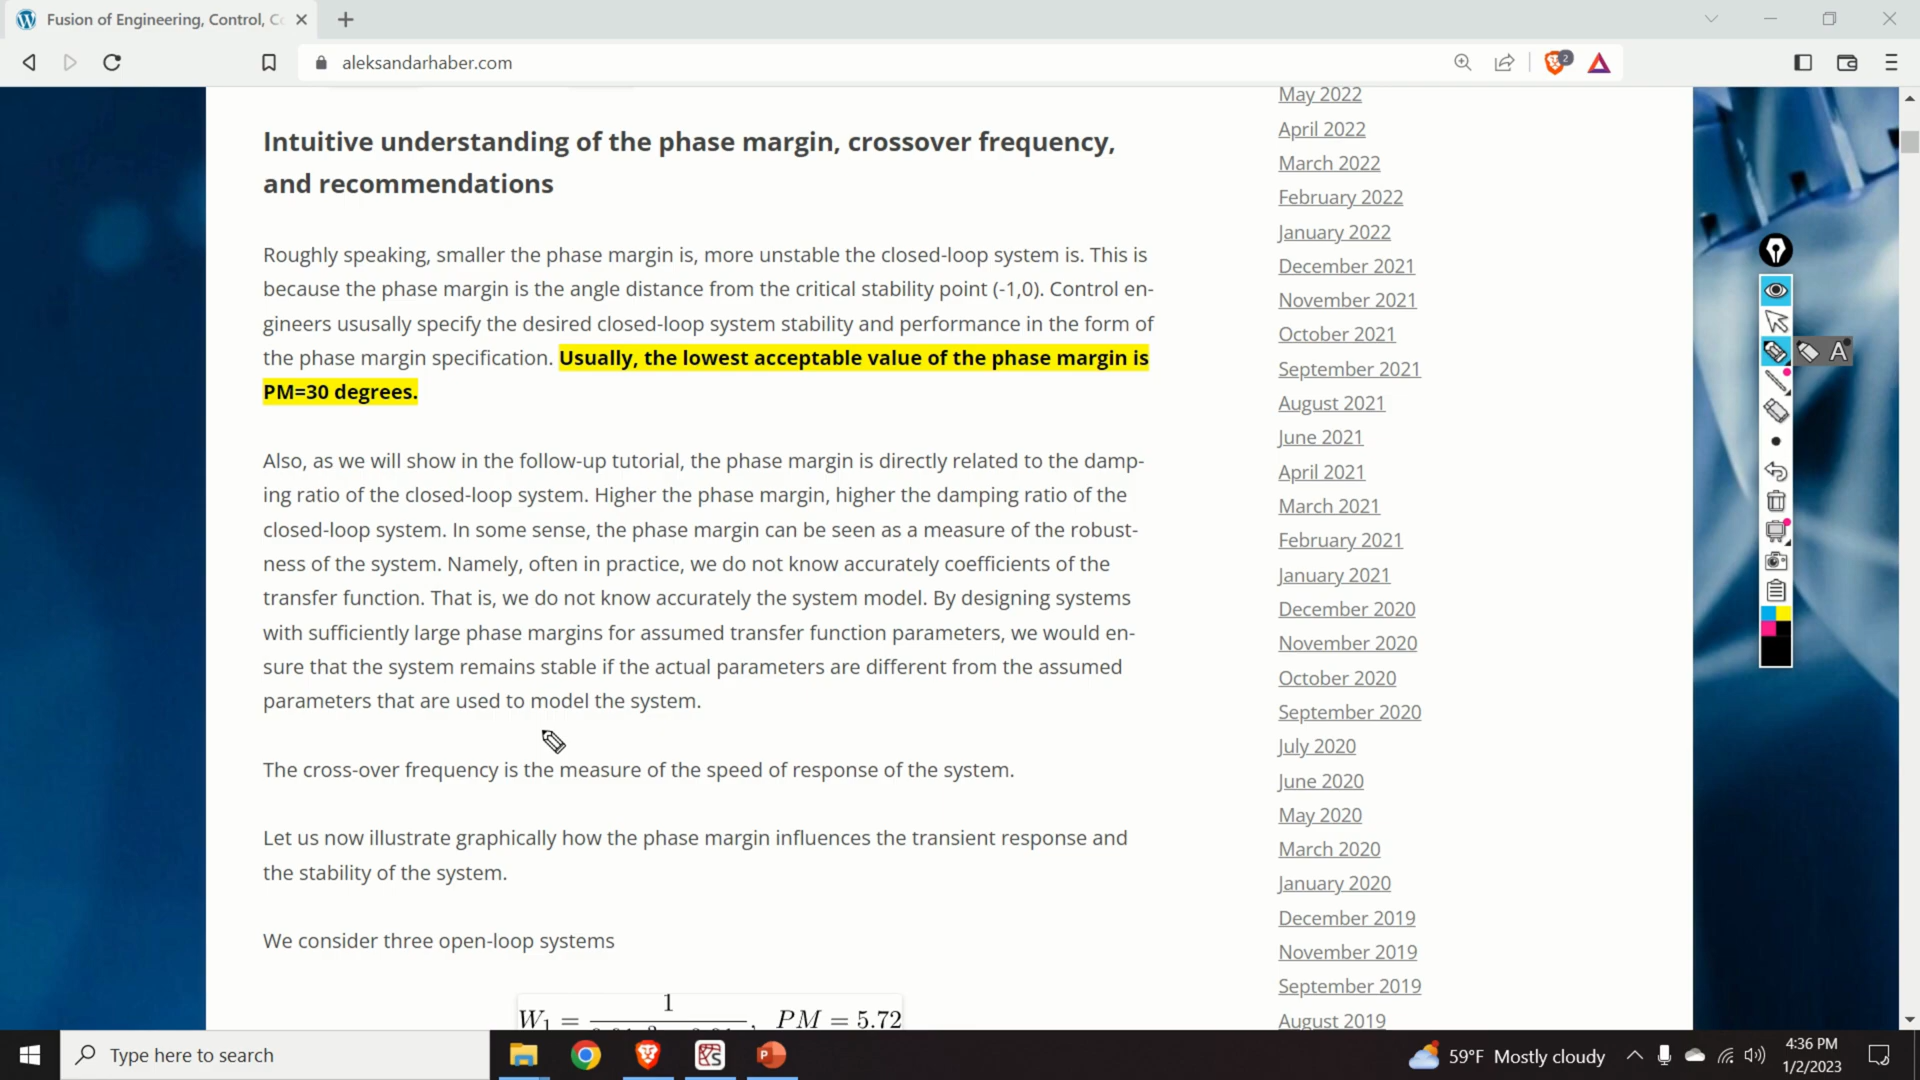 Fusion of Engineering, Control, Co
aleksandarhaber.com
2
Intuitive understanding of the phase margin, crossover frequency,
and recommendations
Roughly speaking, smaller the phase margin is, more unstable the closed-loop system is. This is
because the phase margin is the angle distance from the critical stability point (-1,0). Control en-
gineers ususally specify the desired closed-loop system stability and performance in the form of
the phase margin specification. Usually, the lowest acceptable value of the phase margin is
PM=30 degrees.
Also, as we will show in the follow-up tutorial, the phase margin is directly related to the damp-
ing ratio of the closed-loop system. Higher the phase margin, higher the damping ratio of the
closed-loop system. In some sense, the phase margin can be seen as a measure of the robust-
ness of the system. Namely, often in practice, we do not know accurately coefficients of the
transfer function. That is, we do not know accurately the system model. By designing systems
with sufficiently large phase margins for assumed transfer function parameters, we would en-
sure that the system remains stable if the actual parameters are different from the assumed
parameters that are used to model the system.
The cross-over frequency is the measure of the speed of response of the system.
Let us now illustrate graphically how the phase margin influences the transient response and
the stability of the system.
We consider three open-loop systems
W₁ = 1 , PM = 5.72
May 2022
April 2022
March 2022
February 2022
January 2022
December 2021
November 2021
October 2021
September 2021
August 2021
June 2021
April 2021
March 2021
February 2021
January 2021
December 2020
November 2020
October 2020
September 2020
July 2020
June 2020
May 2020
March 2020
January 2020
December 2019
November 2019
September 2019
August 2019
A
Type here to search
59°F Mostly cloudy
4:36 PM
1/2/2023